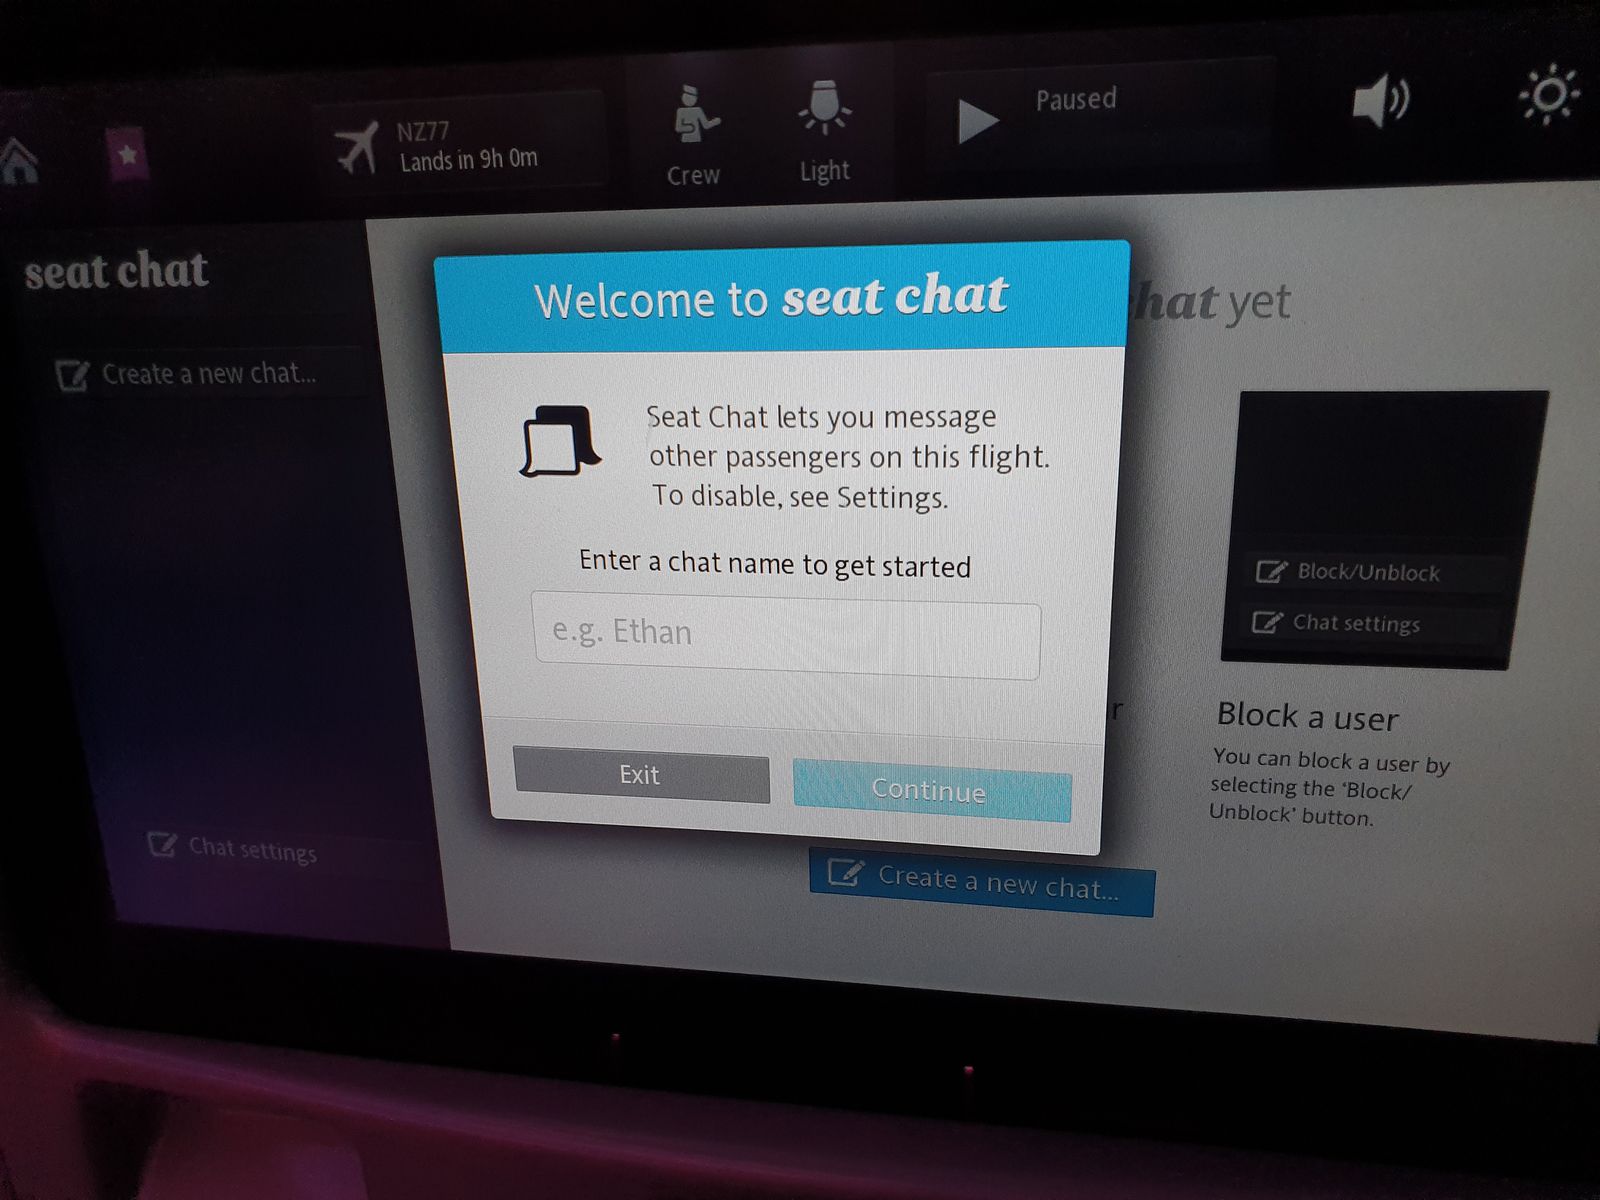 NZ77
Lands in 9h 0m
Crew
Light
Paused
seat chat
Create a new chat...
Chat settings
Welcome to seat chat
Seat Chat lets you message
other passengers on this flight.
To disable, see Settings.
Enter a chat name to get started
e.g. Ethan
Exit
Continue
chat yet
Block/Unblock
Chat settings
Block a user
You can block a user by
selecting the 'Block/
Unblock' button.
Create a new chat...